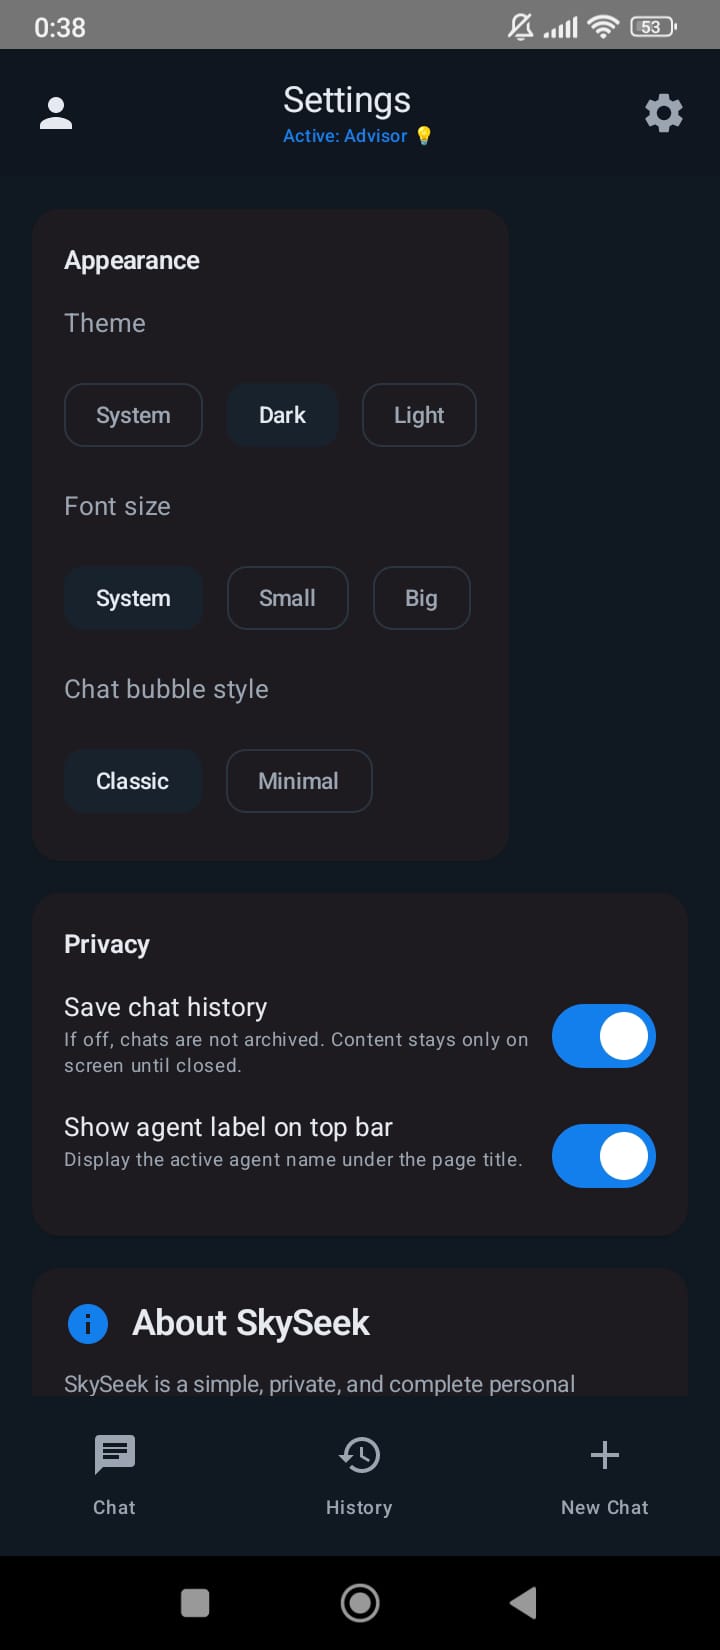 0:38
53
Settings
Active: Advisor 💡
Appearance
Theme
System Dark Light
Font size
System Small Big
Chat bubble style
Classic Minimal
Privacy
Save chat history
If off, chats are not archived. Content stays only on
screen until closed.
Show agent label on top bar
Display the active agent name under the page title.
About SkySeek
SkySeek is a simple, private, and complete personal
Chat History New Chat